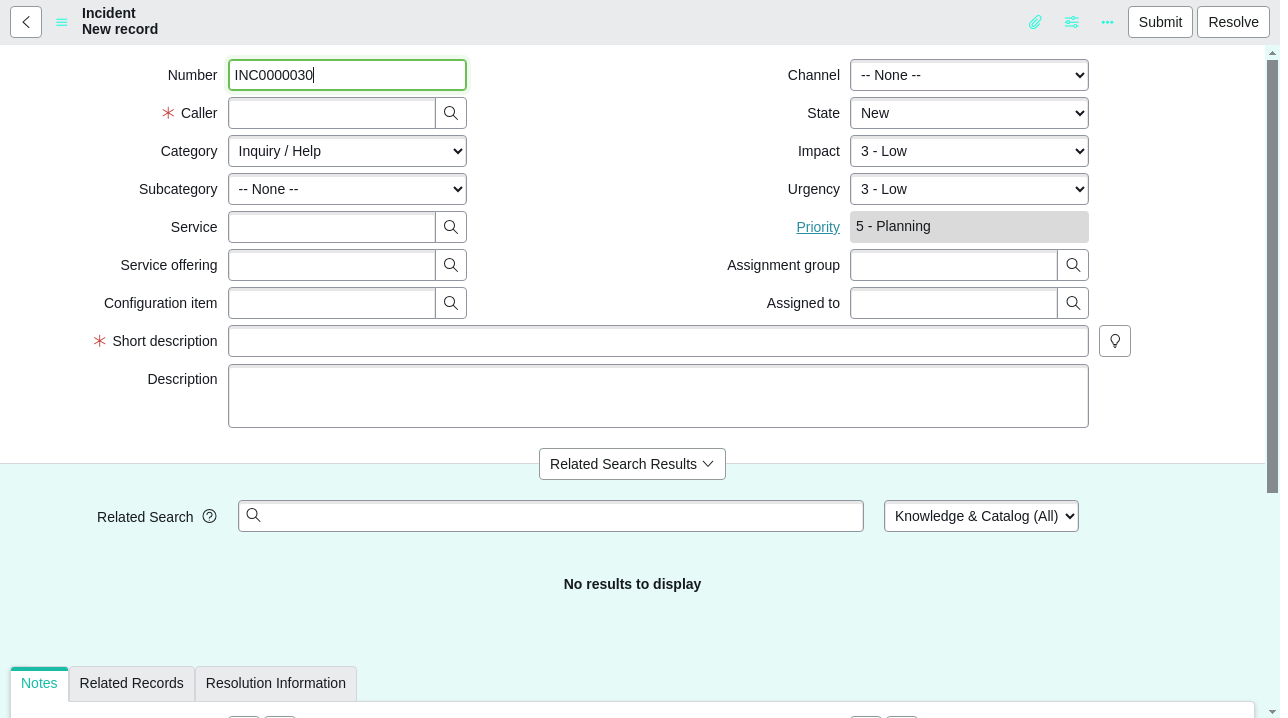 Incident
New record
Submit
Resolve
Number
INC0000030
Channel
-- None --
Caller
State
New
Category
Inquiry / Help
Impact
3 - Low
Subcategory
-- None --
Urgency
3 - Low
Service
Priority
5 - Planning
Service offering
Assignment group
Configuration item
Assigned to
Short description
Description
Related Search Results
Related Search
Knowledge & Catalog (All)
No results to display
Notes
Related Records
Resolution Information